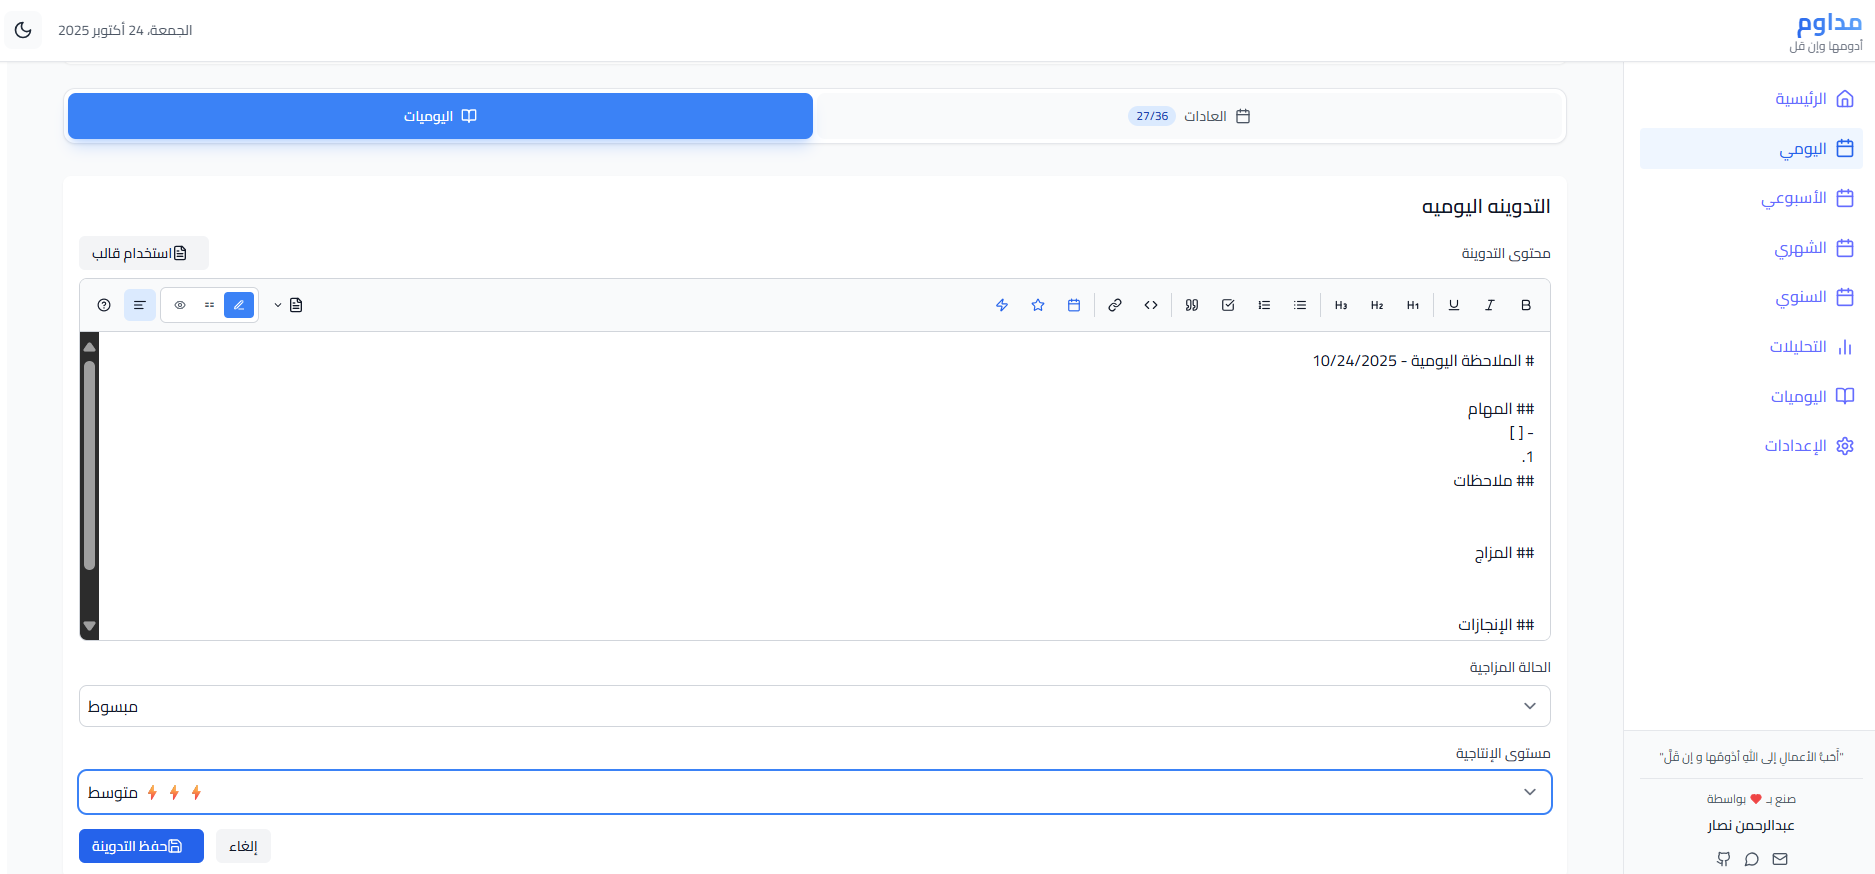 مداوم
أدومها وإن قل
الجمعة، 24 أكتوبر 2025
الرئيسية
اليومي
الأسبوعي
الشهري
السنوي
التحليلات
اليوميات
الإعدادات
العادات 27/36
اليوميات
التدوينه اليوميه
محتوى التدوينة
استخدام قالب
B I U H1 H2 H3
# الملاحظة اليومية - 10/24/2025
## المهام
- [ ]
1.
## ملاحظات
## المزاج
## الإنجازات
الحالة المزاجية
مبسوط
مستوى الإنتاجية
متوسط
إلغاء
حفظ التدوينة
"أَحَبُّ الأعمالِ إلى اللهِ أدْومُها و إن قَلَّ"
صنع بـ ❤ بواسطة
عبدالرحمن نصار